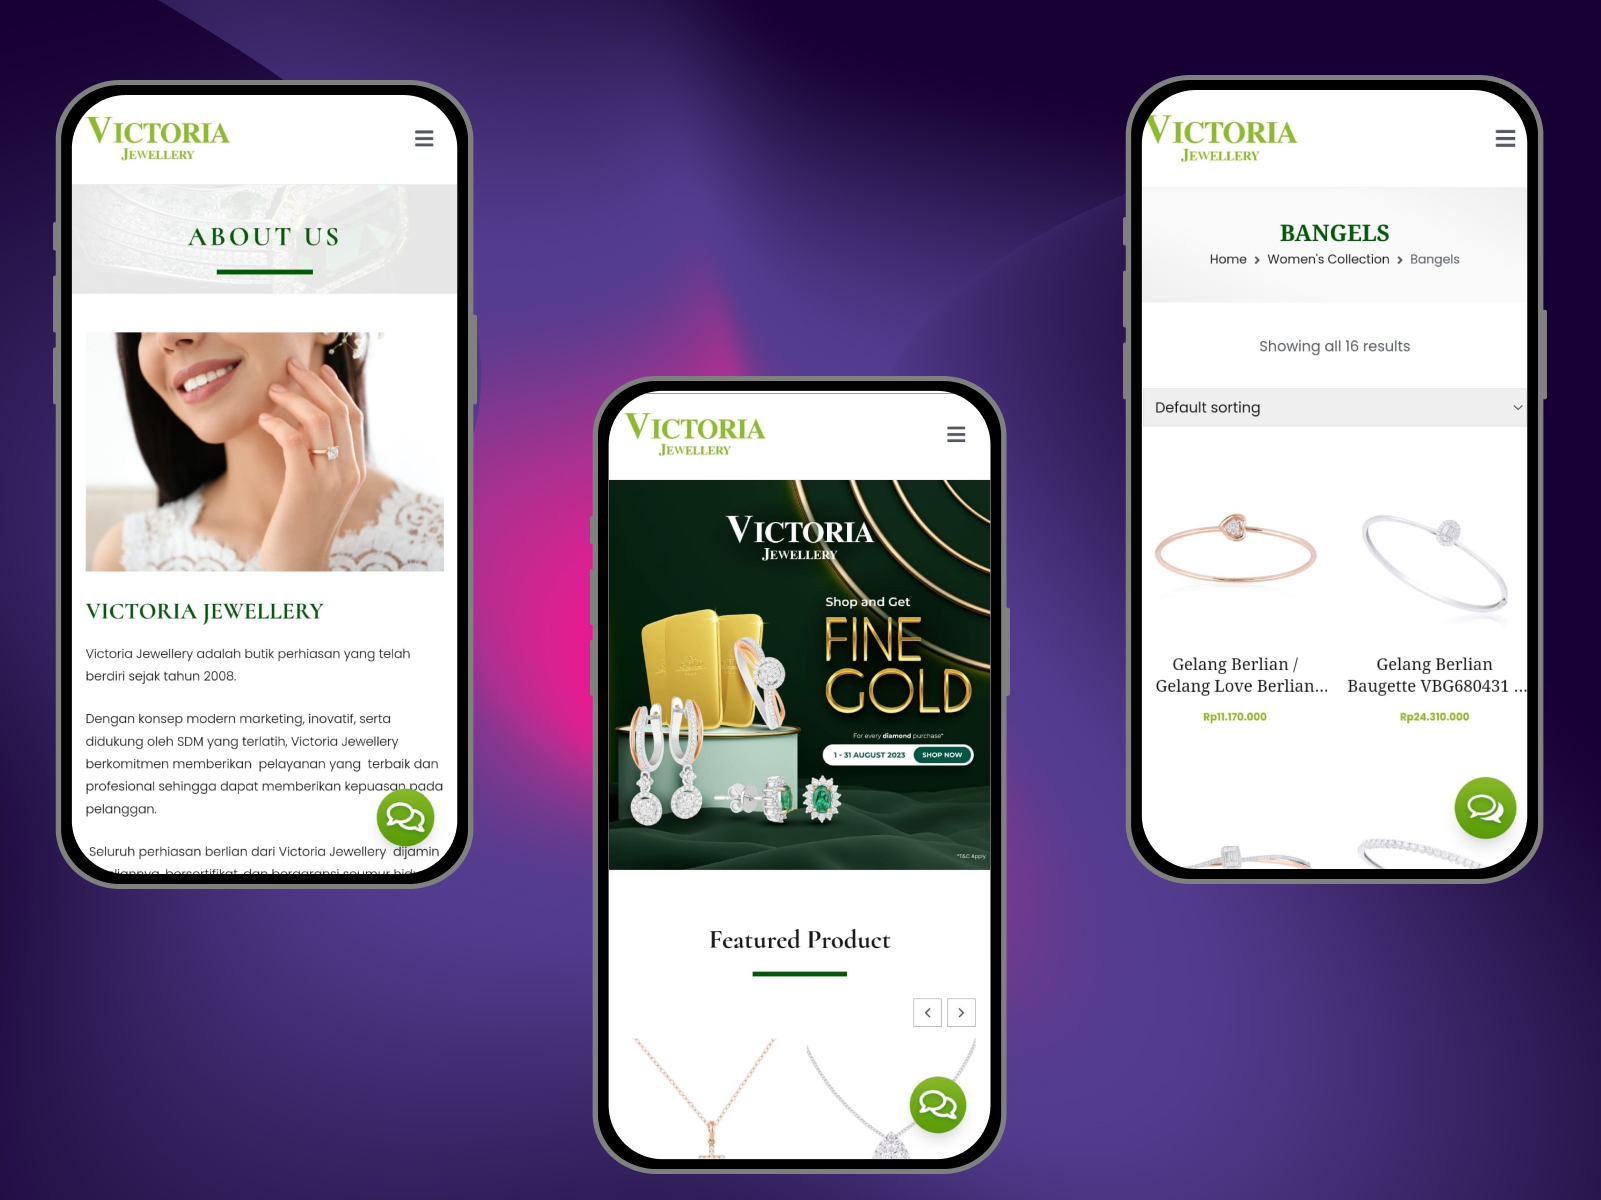 VICTORIA
JEWELLERY
ABOUT US
VICTORIA JEWELLERY
Victoria Jewellery adalah butik perhiasan yang telah
berdiri sejak tahun 2008.
Dengan konsep modern marketing, inovatif, serta
didukung oleh SDM yang terlatih, Victoria Jewellery
berkomitmen memberikan pelayanan yang terbaik dan
profesional sehingga dapat memberikan kepuasan pada
pelanggan.
Seluruh perhiasan berlian dari Victoria Jewellery dijamin
bersertifikat, dan bergaransi seumur
VICTORIA
JEWELLERY
VICTORIA
JEWELLERY
Shop and Get
FINE
GOLD
For every diamond purchase*
1 - 31 AUGUST 2023 SHOP NOW
*T&C Apply
Featured Product
VICTORIA
JEWELLERY
BANGELS
Home > Women's Collection > Bangels
Showing all 16 results
Default sorting
Gelang Berlian /
Gelang Love Berlian...
Rp11.170.000
Gelang Berlian
Baugette VBG680431 ...
Rp24.310.000